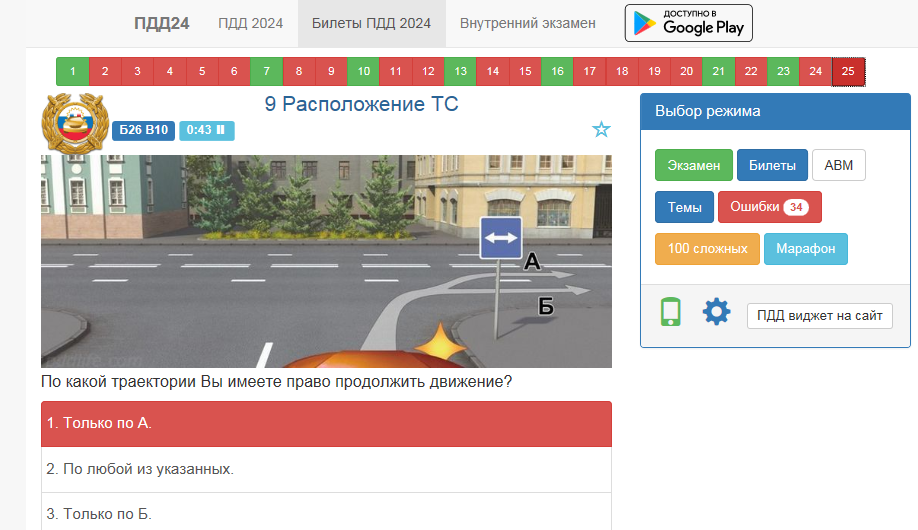 ПДД24
ПДД 2024
Билеты ПДД 2024
Внутренний экзамен
ДОСТУПНО В
Google Play
1 2 3 4 5 6 7 8 9 10 11 12 13 14 15 16 17 18 19 20 21 22 23 24 25
9 Расположение ТС
Б26 В10
0:43
А
Б
По какой траектории Вы имеете право продолжить движение?
1. Только по А.
2. По любой из указанных.
3. Только по Б.
Выбор режима
Экзамен Билеты АВМ
Темы Ошибки 34
100 сложных Марафон
ПДД виджет на сайт